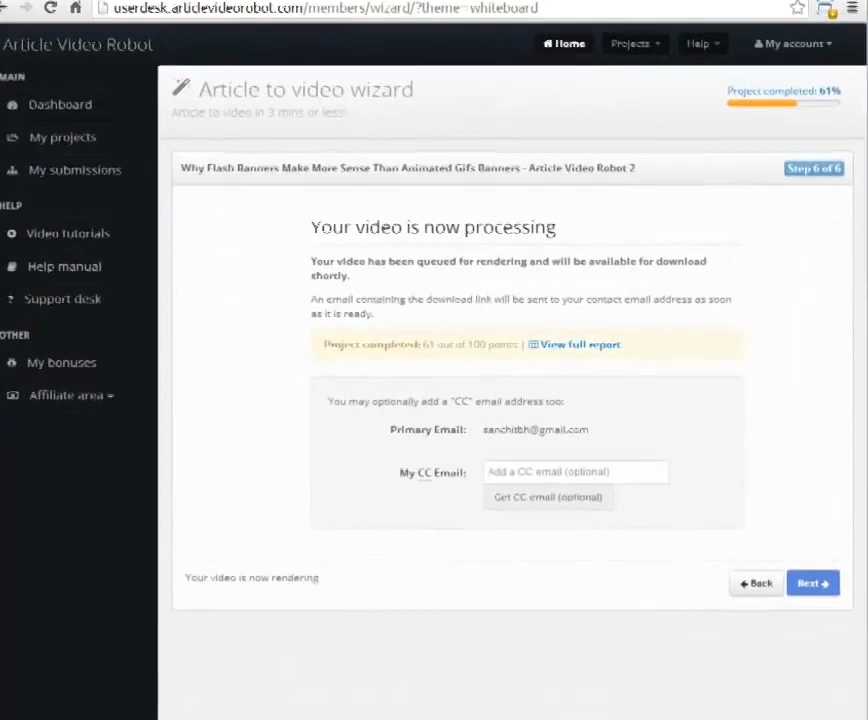 userdesk.articlevideorobot.com/members/wizard/?theme=whiteboard
Article Video Robot
Home
Projects
Help
My account
MAIN
Dashboard
My projects
My submissions
HELP
Video tutorials
Help manual
Support desk
OTHER
My bonuses
Affiliate area
Article to video wizard
Article to video in 3 mins or less!
Project completed: 61%
Why Flash Banners Make More Sense Than Animated Gifs Banners - Article Video Robot 2
Step 6 of 6
Your video is now processing
Your video has been queued for rendering and will be available for download
shortly.
An email containing the download link will be sent to your contact email address as soon
as it is ready.
Project completed: 61 out of 100 points | View full report
You may optionally add a "CC" email address too:
Primary Email: sanchitbh@gmail.com
My CC Email: Add a CC email (optional)
Get CC email (optional)
Your video is now rendering
Back
Next